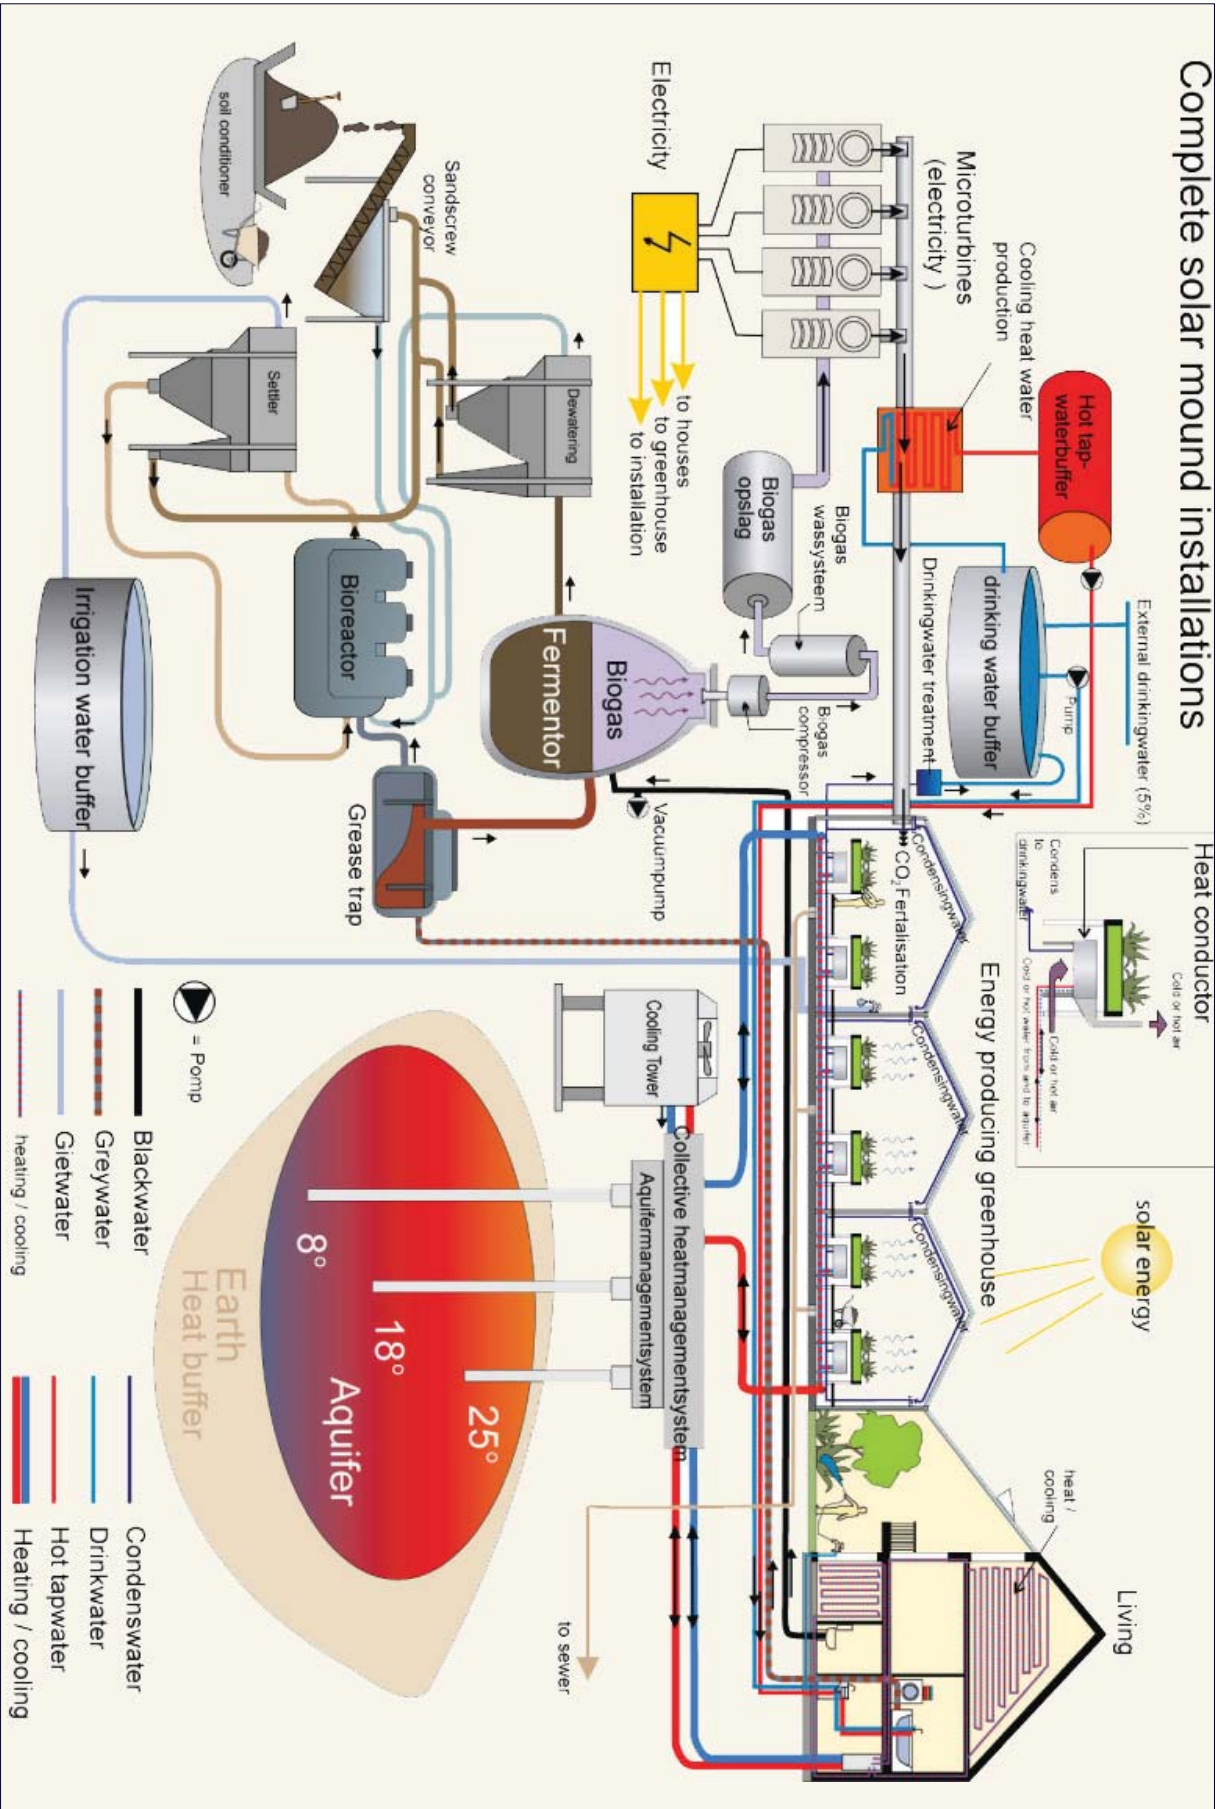 Complete solar mound installations
Hot tap-
waterbuffer
Cooling heat water
production
Microturbines
(electricity )
Electricity
to houses
to greenhouse
to installation
External drinkingwater (5%)
Pump
drinking water buffer
Drinkingwater treatment
Biogas
wassysteem
Biogas
opslag
Biogas
compressor
Biogas
Fermentor
Vacuumpump
Sandscrew
conveyor
soil conditioner
Dewatering
Settler
Bioreactor
Grease trap
Irrigation water buffer
Heat conductor
Cold or hot air
Condens
to
drinkingwater
Cold or hot air
Cold or hot water from and to aquifer
solar energy
Energy producing greenhouse
Condensingwater
Condensingwater
Condensingwater
CO2 Fertalisation
Living
heat /
cooling
Cooling Tower
Collective heatmanagementsystem
Aquifermanagementsystem
to sewer
8°
18°
25°
Aquifer
Earth
Heat buffer
= Pomp
Blackwater
Greywater
Gietwater
heating / cooling
Condenswater
Drinkwater
Hot tapwater
Heating / cooling